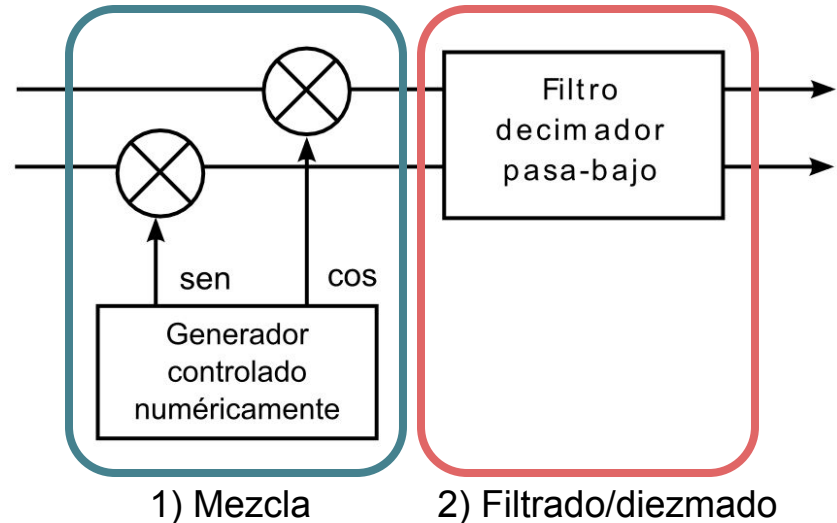 Filtro
decimador
pasa-bajo
sen
cos
Generador
controlado
numéricamente
1) Mezcla
2) Filtrado/diezmado